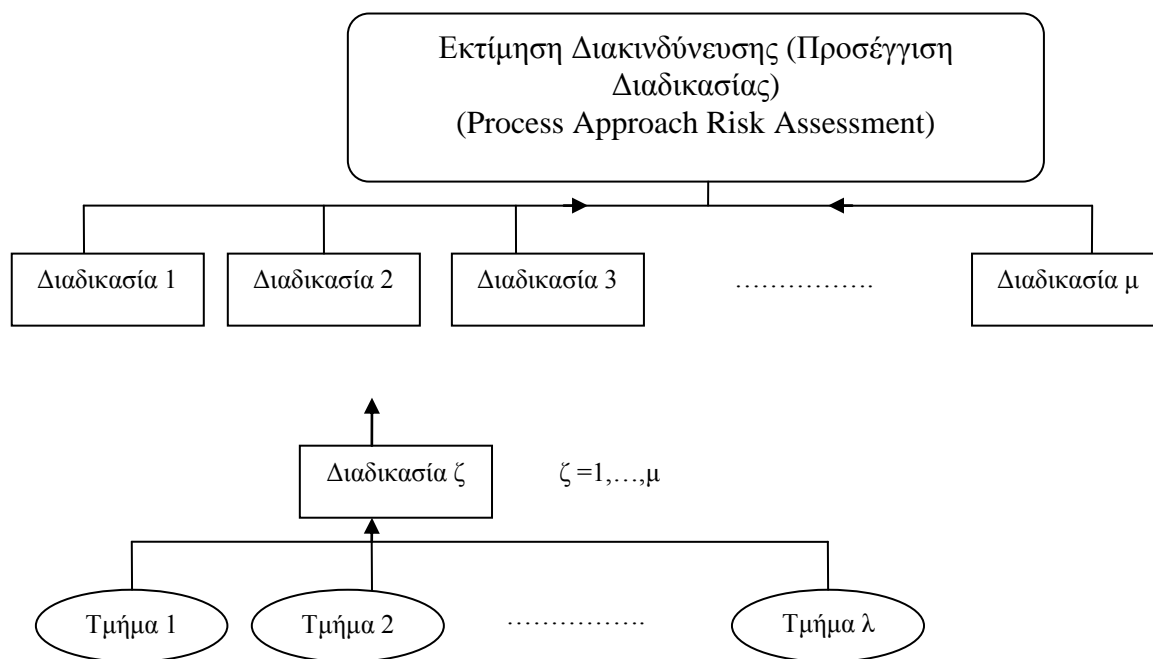 Εκτίμηση Διακινδύνευσης (Προσέγγιση
Διαδικασίας)
(Process Approach Risk Assessment)
Διαδικασία 1
Διαδικασία 2
Διαδικασία 3
…………….
Διαδικασία μ
Διαδικασία ζ
ζ =1,…,μ
Τμήμα 1
Τμήμα 2
…………….
Τμήμα λ